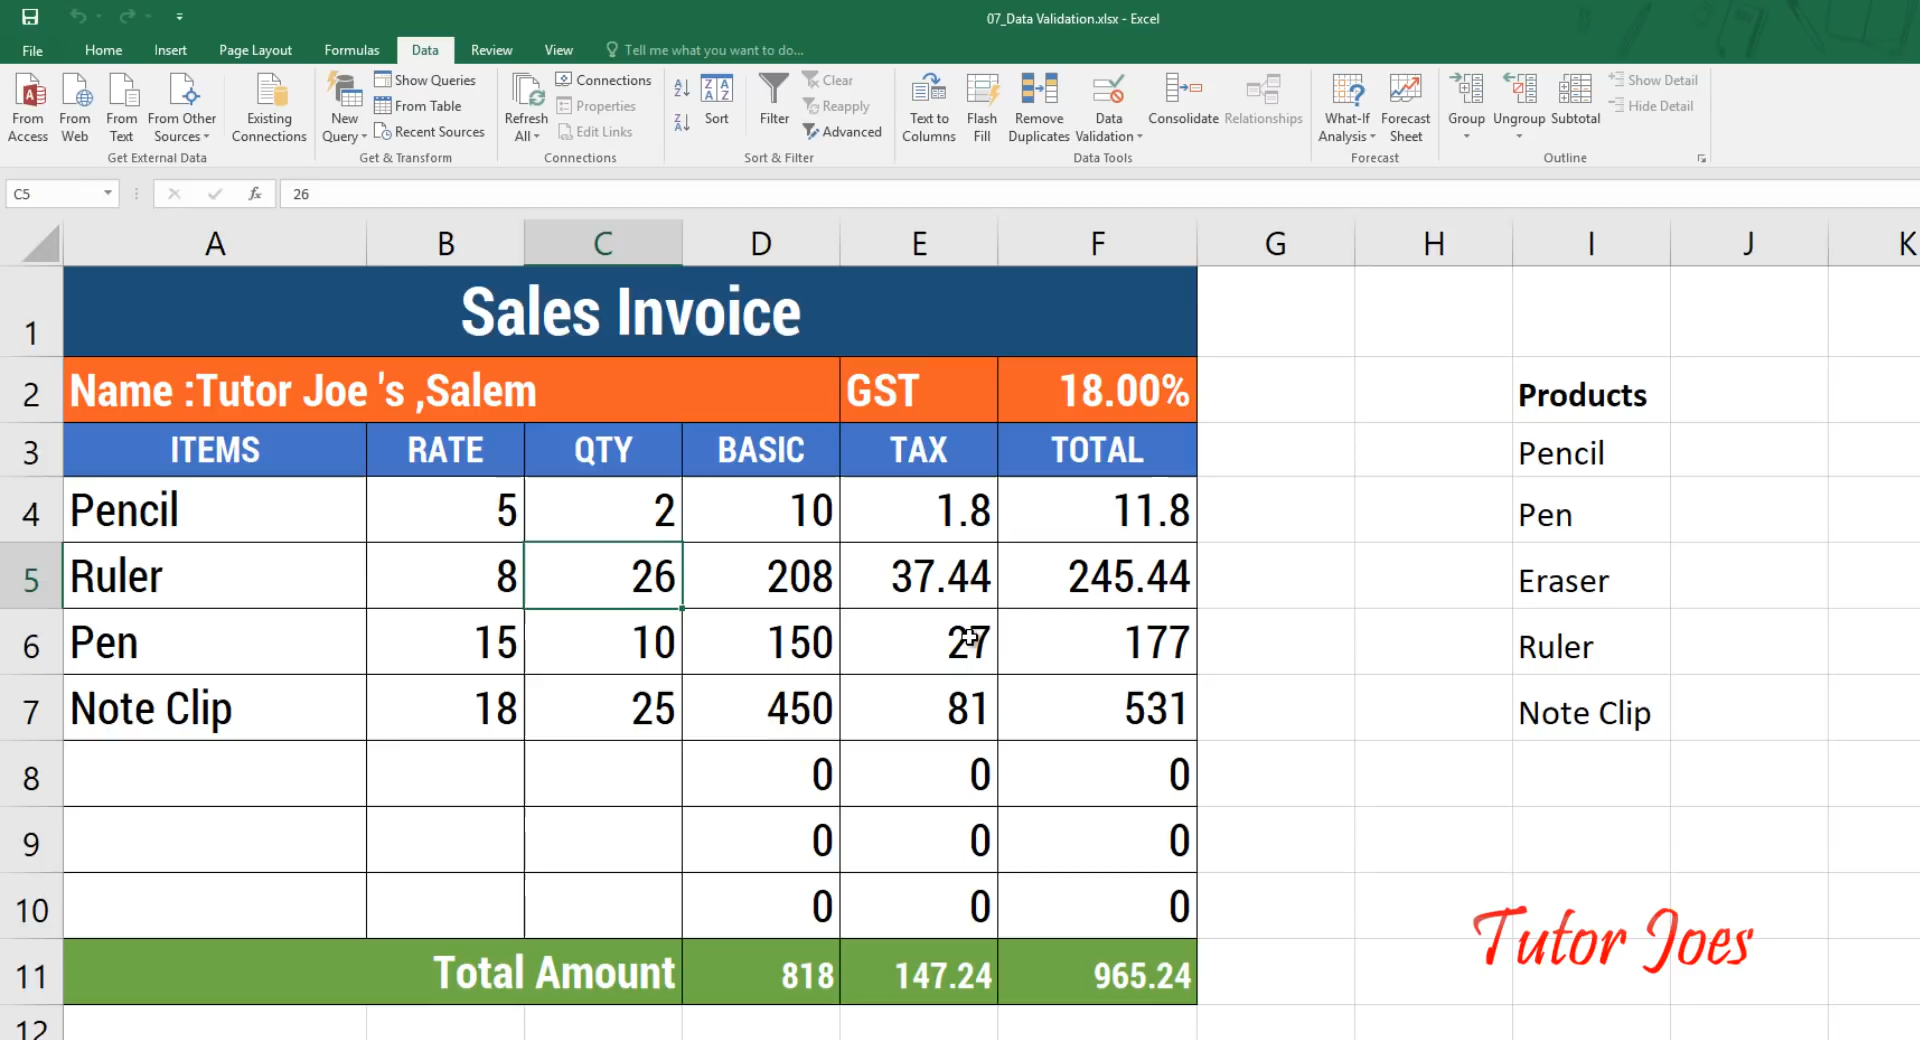 07_Data Validation.xlsx - Excel
File Home Insert Page Layout Formulas Data Review View Tell me what you want to do...
From Access
From Web
From Text
From Other Sources
Existing Connections
Get External Data
New Query
Show Queries
From Table
Recent Sources
Get & Transform
Refresh All
Connections
Properties
Edit Links
Connections
Sort
Filter
Clear
Reapply
Advanced
Sort & Filter
Text to Columns
Flash Fill
Remove Duplicates
Data Validation
Consolidate
Relationships
Data Tools
What-If Analysis
Forecast Sheet
Forecast
Group
Ungroup
Subtotal
Show Detail
Hide Detail
Outline
C5 fx 26
A B C D E F G H I J K
1 Sales Invoice
2 Name :Tutor Joe 's ,Salem GST 18.00% Products
3 ITEMS RATE QTY BASIC TAX TOTAL Pencil
4 Pencil 5 2 10 1.8 11.8 Pen
5 Ruler 8 26 208 37.44 245.44 Eraser
6 Pen 15 10 150 27 177 Ruler
7 Note Clip 18 25 450 81 531 Note Clip
8 0 0 0
9 0 0 0
10 0 0 0
Tutor Joes
11 Total Amount 818 147.24 965.24
12